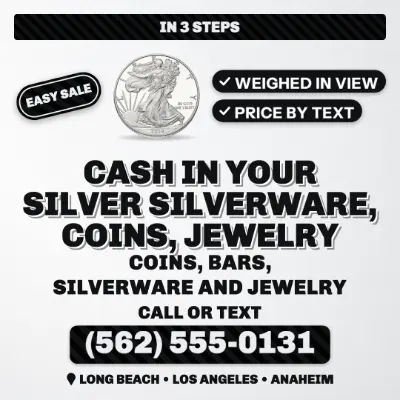 IN 3 STEPS
EASY SALE
WEIGHED IN VIEW
PRICE BY TEXT
CASH IN YOUR
SILVER SILVERWARE,
COINS, JEWELRY
COINS, BARS,
SILVERWARE AND JEWELRY
CALL OR TEXT
(562) 555-0131
LONG BEACH • LOS ANGELES • ANAHEIM